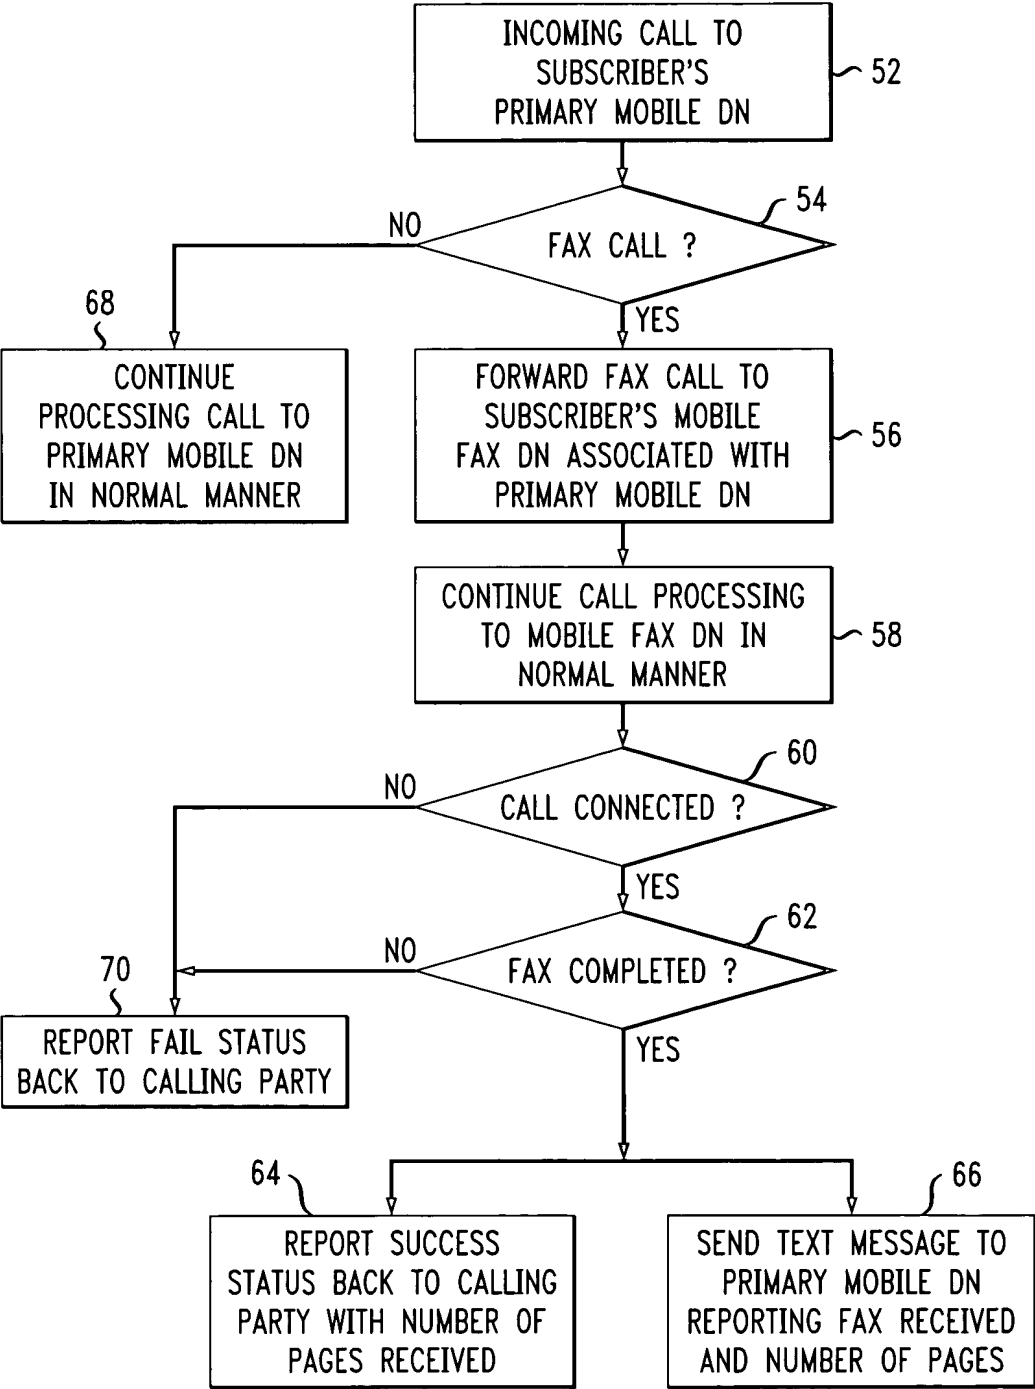 INCOMING CALL TO
SUBSCRIBER'S
PRIMARY MOBILE DN
52
54
FAX CALL ?
NO
YES
68
CONTINUE
PROCESSING CALL TO
PRIMARY MOBILE DN
IN NORMAL MANNER
FORWARD FAX CALL TO
SUBSCRIBER'S MOBILE
FAX DN ASSOCIATED WITH
PRIMARY MOBILE DN
56
CONTINUE CALL PROCESSING
TO MOBILE FAX DN IN
NORMAL MANNER
58
60
CALL CONNECTED ?
NO
YES
62
FAX COMPLETED ?
NO
YES
70
REPORT FAIL STATUS
BACK TO CALLING PARTY
64
REPORT SUCCESS
STATUS BACK TO CALLING
PARTY WITH NUMBER OF
PAGES RECEIVED
66
SEND TEXT MESSAGE TO
PRIMARY MOBILE DN
REPORTING FAX RECEIVED
AND NUMBER OF PAGES